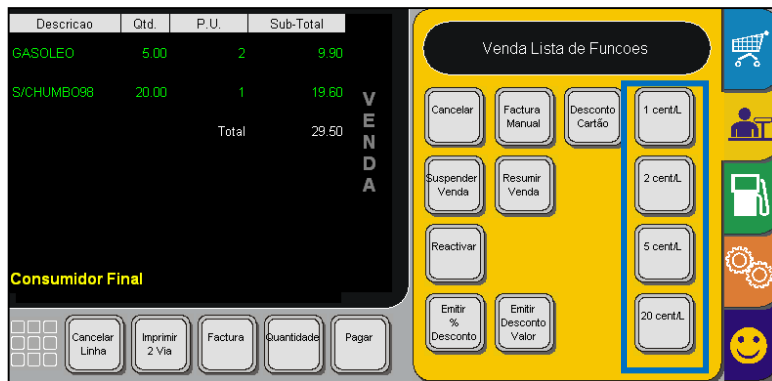 Descricao Qtd. P.U. Sub-Total
GASOLEO 5.00 2 9.90
S/CHUMBO98 20.00 1 19.60
Total 29.50
VENDA
Consumidor Final
Cancelar Linha
Imprimir 2 Via
Factura
Quantidade
Pagar
Venda Lista de Funcoes
Cancelar
Factura Manual
Desconto Cartão
1 cent/L
Suspender Venda
Resumir Venda
2 cent/L
Reactivar
5 cent/L
Emitir % Desconto
Emitir Desconto Valor
20 cent/L